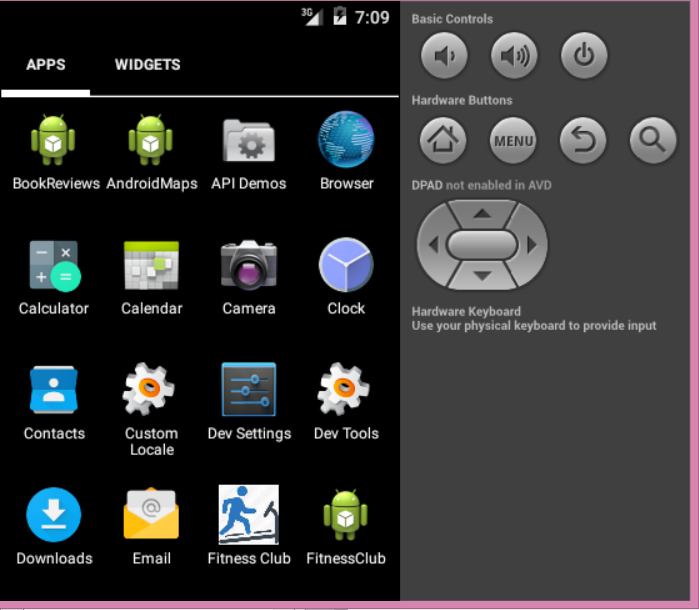 3G 7:09
APPS WIDGETS
BookReviews AndroidMaps API Demos Browser
Calculator Calendar Camera Clock
Contacts Custom Locale Dev Settings Dev Tools
Downloads Email Fitness Club FitnessClub
Basic Controls
Hardware Buttons
MENU
DPAD not enabled in AVD
Hardware Keyboard
Use your physical keyboard to provide input